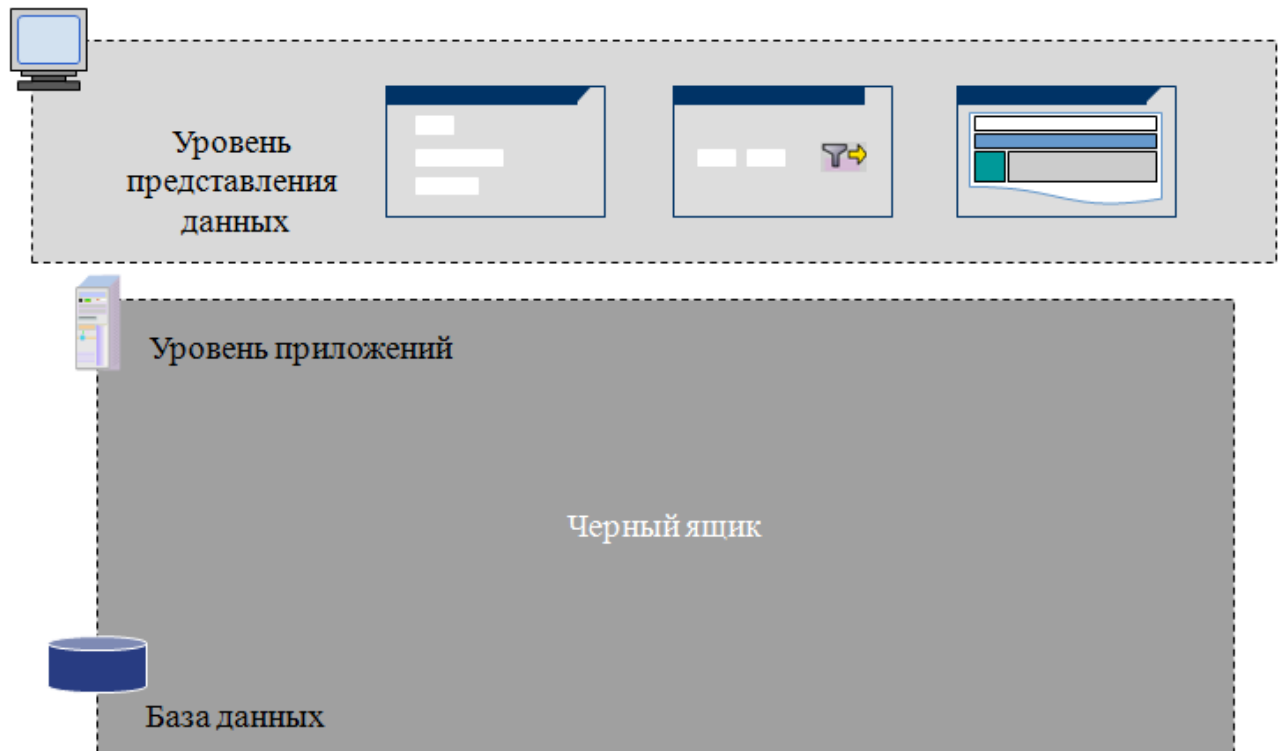 Уровень
представления
данных
Уровень приложений
Черный ящик
База данных